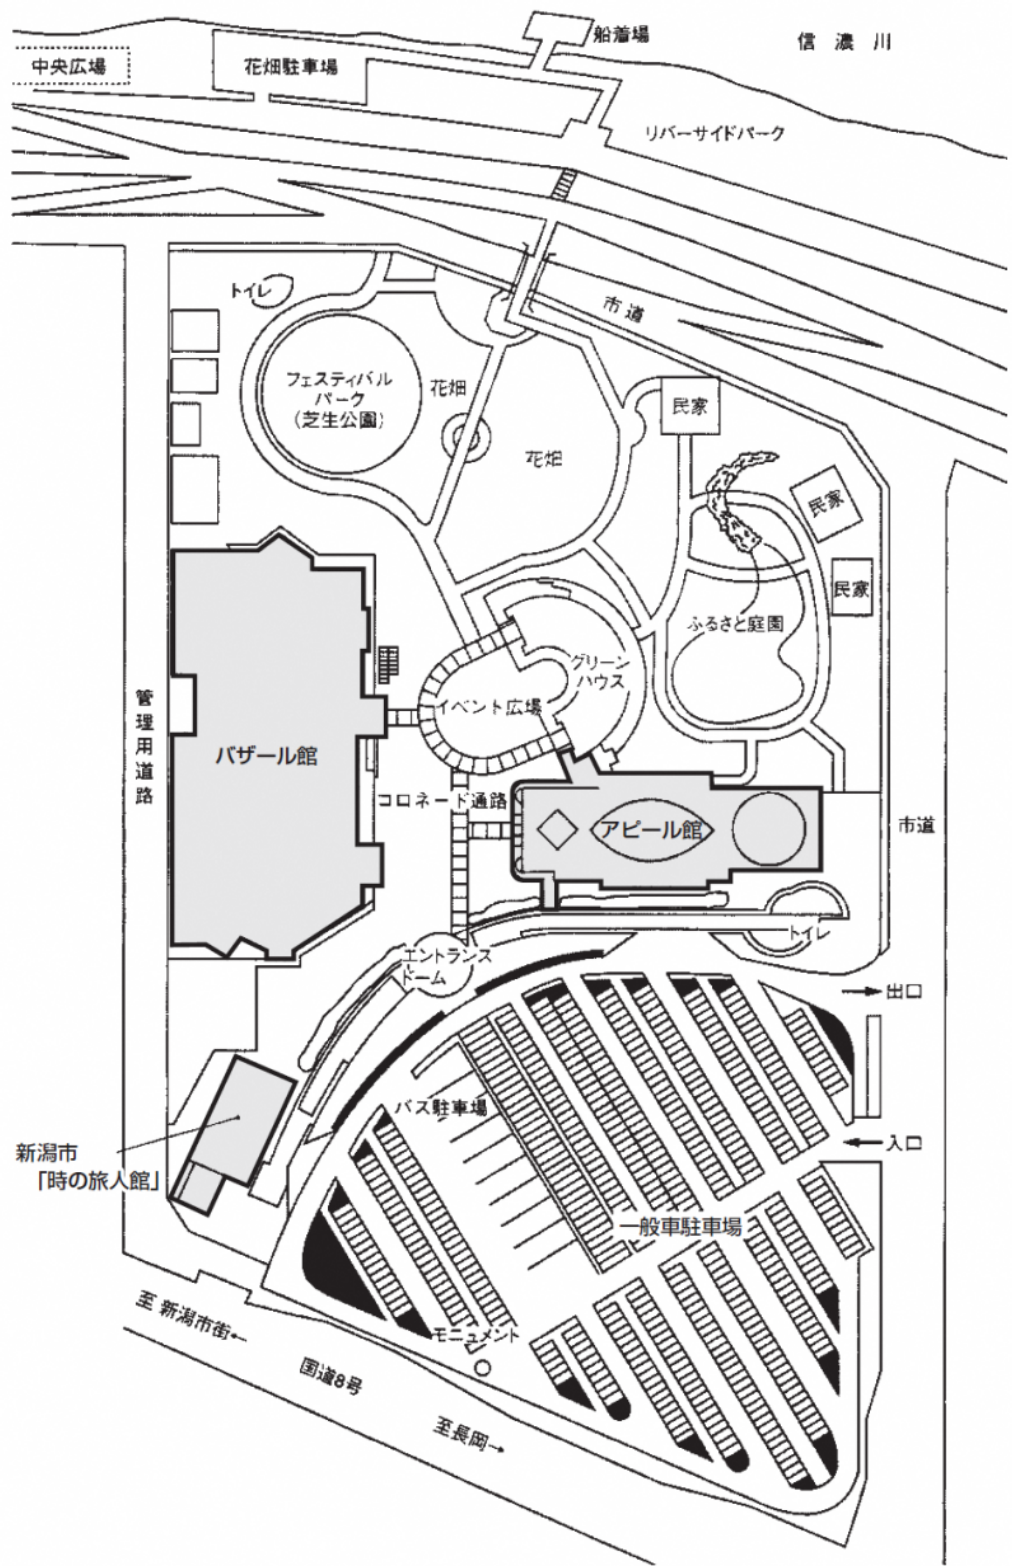 船着場
信濃川
中央広場
花畑駐車場
リバーサイドパーク
トイレ
市道
フェスティバル
パーク
(芝生公園)
花畑
民家
花畑
民家
民家
ふるさと庭園
グリーン
ハウス
イベント広場
管理用道路
バザール館
コロネード通路
アピール館
市道
トイレ
エントランス
ドーム
出口
バス駐車場
入口
新潟市
「時の旅人館」
一般車駐車場
至新潟市街←
モニュメント
国道8号
至長岡→